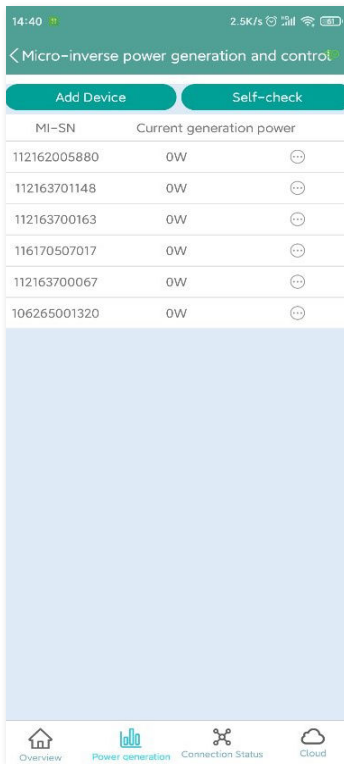 14:40 2.5K/s 61
Micro-inverse power generation and control
Add Device Self-check
MI-SN Current generation power
112162005880 0W
112163701148 0W
112163700163 0W
116170507017 0W
112163700067 0W
106265001320 0W
Overview Power generation Connection Status Cloud